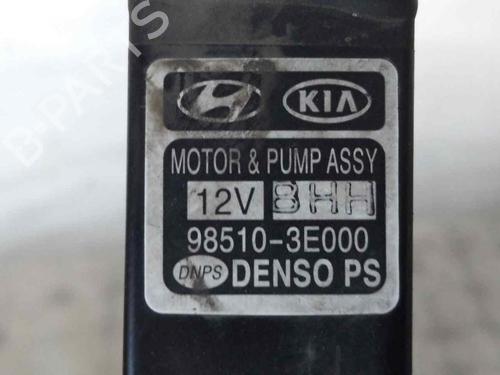 KIA
MOTOR & PUMP ASSY
12V 8HH
98510-3E000
DNPS DENSO PS
B-PARTS